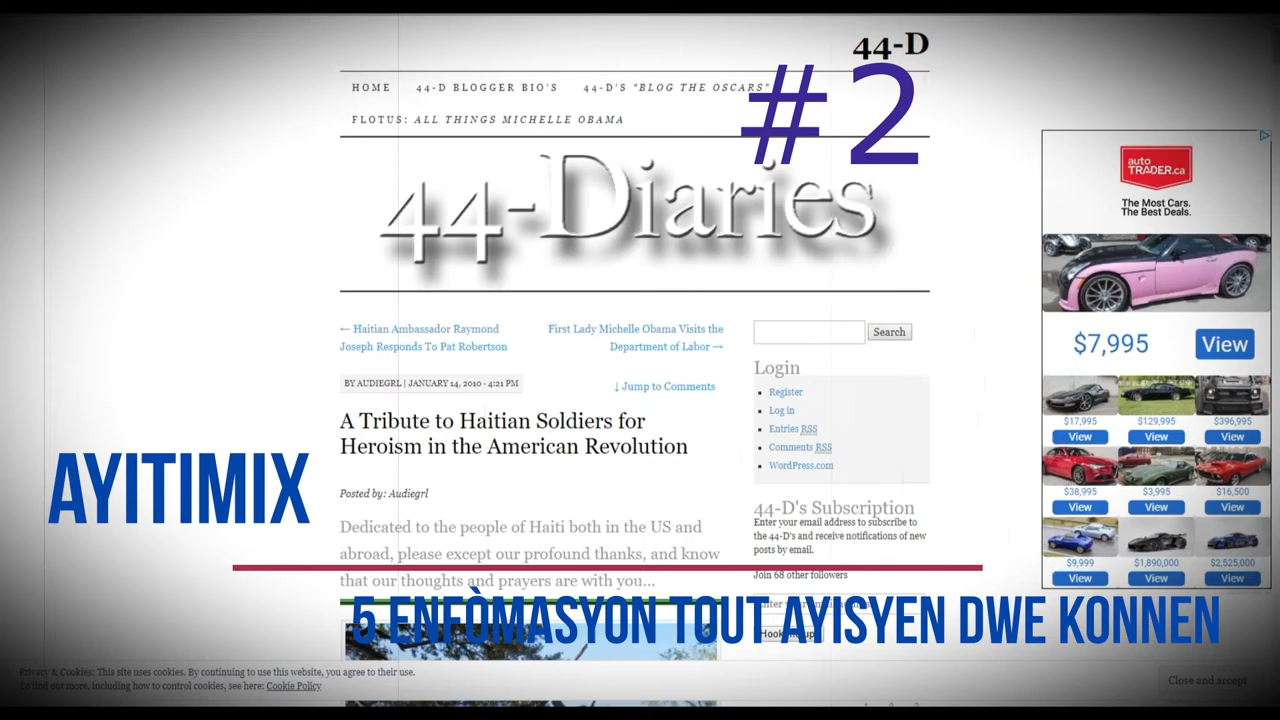 44-D
#2
HOME 44-D BLOGGER BIO'S 44-D'S "BLOG THE OSCARS"
FLOTUS: ALL THINGS MICHELLE OBAMA
44-Diaries
← Haitian Ambassador Raymond
Joseph Responds To Pat Robertson
First Lady Michelle Obama Visits the
Department of Labor →
BY AUDIEGRL | JANUARY 14, 2010 · 4:21 PM
↓ Jump to Comments
A Tribute to Haitian Soldiers for
Heroism in the American Revolution
Posted by: Audiegrl
Dedicated to the people of Haiti both in the US and
abroad, please except our profound thanks, and know
that our thoughts and prayers are with you...
Search
Login
Register
Log in
Entries RSS
Comments RSS
WordPress.com
44-D's Subscription
Enter your email address to subscribe to
the 44-D's and receive notifications of new
posts by email.
Join 68 other followers
auto
TRADER.ca
The Most Cars.
The Best Deals.
$7,995 View
$17,995 $129,995 $396,995
View View View
$38,995 $3,995 $16,500
View View View
$9,999 $1,890,000 $2,525,000
View View View
AYITIMIX
5 ENFÒMASYON TOUT AYISYEN DWE KONNEN
Privacy & Cookies: This site uses cookies. By continuing to use this website, you agree to their use.
To find out more, including how to control cookies, see here: Cookie Policy
Close and accept